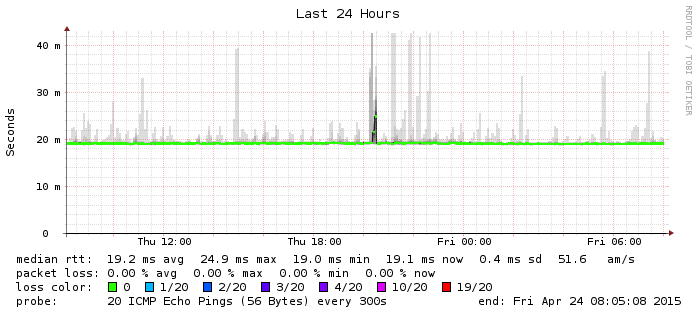 Last 24 Hours
RRDTOOL / TOBI OETIKER
Seconds
40 m
30 m
20 m
10 m
0
Thu 12:00 Thu 18:00 Fri 00:00 Fri 06:00
median rtt: 19.2 ms avg 24.9 ms max 19.0 ms min 19.1 ms now 0.4 ms sd 51.6 am/s
packet loss: 0.00 % avg 0.00 % max 0.00 % min 0.00 % now
loss color: 0 1/20 2/20 3/20 4/20 10/20 19/20
probe: 20 ICMP Echo Pings (56 Bytes) every 300s end: Fri Apr 24 08:05:08 2015